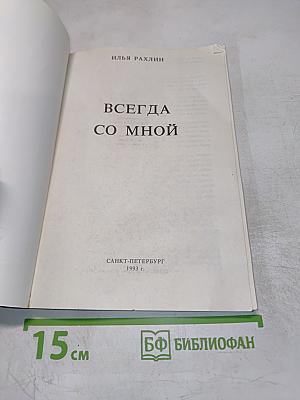 ИЛЬЯ РАХЛИН
ВСЕГДА
СО МНОЙ
САНКТ-ПЕТЕРБУРГ
1993 г.
15 см
БФ БИБЛИОФАН